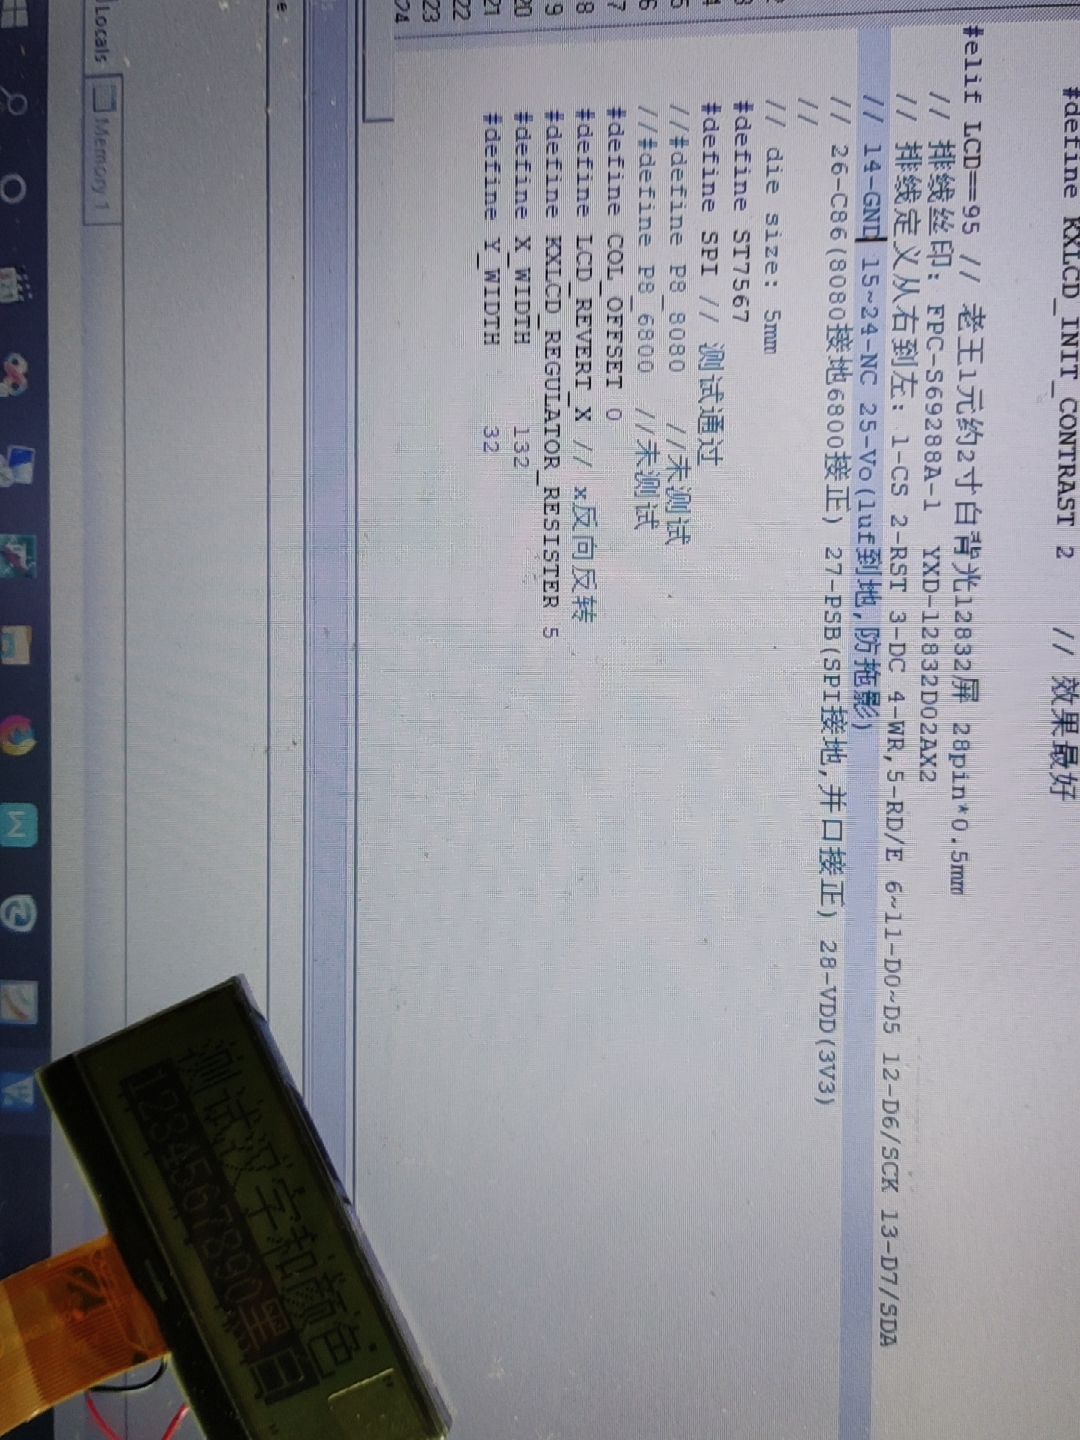 #define KXLCD_INIT_CONTRAST 2 // 效果最好
#elif LCD==95 // 老王1元约2寸白背光12832屏 28pin*0.5mm
// 排线丝印: FPC-S69288A-1 YXD-12832D02AX2
// 排线定义从右到左: 1-CS 2-RST 3-DC 4-WR,5-RD/E 6~11-D0~D5 12-D6/SCK 13-D7/SDA
// 14-GND 15~24-NC 25-Vo(1uf到地,防拖影)
// 26-C86(8080接地6800接正) 27-PSB(SPI接地,并口接正) 28-VDD(3V3)
//
// die size: 5mm
#define ST7567
#define SPI // 测试通过
//#define P8_8080 //未测试
//#define P8_6800 //未测试
7 #define COL_OFFSET 0
8 #define LCD_REVERT_X // x反向反转
9 #define KXLCD_REGULATOR_RESISTER 5
20 #define X_WIDTH 132
21 #define Y_WIDTH 32
22
23
24
测试汉字和颜色
1234567890黑白
Locals
Memory 1